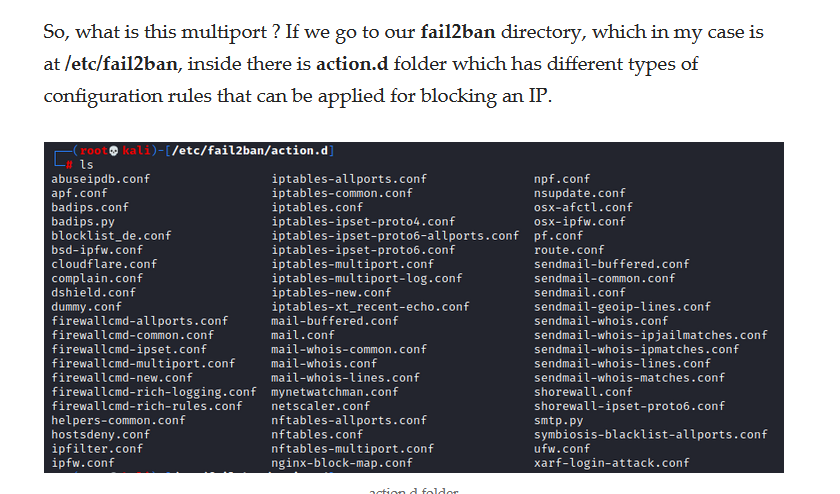 So, what is this multiport ? If we go to our fail2ban directory, which in my case is
at /etc/fail2ban, inside there is action.d folder which has different types of
configuration rules that can be applied for blocking an IP.
(root💀kali)-[/etc/fail2ban/action.d]
# ls
abuseipdb.conf iptables-allports.conf npf.conf
apf.conf iptables-common.conf nsupdate.conf
badips.conf iptables.conf osx-afctl.conf
badips.py iptables-ipset-proto4.conf osx-ipfw.conf
blocklist_de.conf iptables-ipset-proto6-allports.conf pf.conf
bsd-ipfw.conf iptables-ipset-proto6.conf route.conf
cloudflare.conf iptables-multiport.conf sendmail-buffered.conf
complain.conf iptables-multiport-log.conf sendmail-common.conf
dshield.conf iptables-new.conf sendmail.conf
dummy.conf iptables-xt_recent-echo.conf sendmail-geoip-lines.conf
firewallcmd-allports.conf mail-buffered.conf sendmail-whois.conf
firewallcmd-common.conf mail.conf sendmail-whois-ipjailmatches.conf
firewallcmd-ipset.conf mail-whois-common.conf sendmail-whois-ipmatches.conf
firewallcmd-multiport.conf mail-whois.conf sendmail-whois-lines.conf
firewallcmd-new.conf mail-whois-lines.conf sendmail-whois-matches.conf
firewallcmd-rich-logging.conf mynetwatchman.conf shorewall.conf
firewallcmd-rich-rules.conf netscaler.conf shorewall-ipset-proto6.conf
helpers-common.conf nftables-allports.conf smtp.py
hostsdeny.conf nftables.conf symbiosis-blacklist-allports.conf
ipfilter.conf nftables-multiport.conf ufw.conf
ipfw.conf nginx-block-map.conf xarf-login-attack.conf
action.d folder